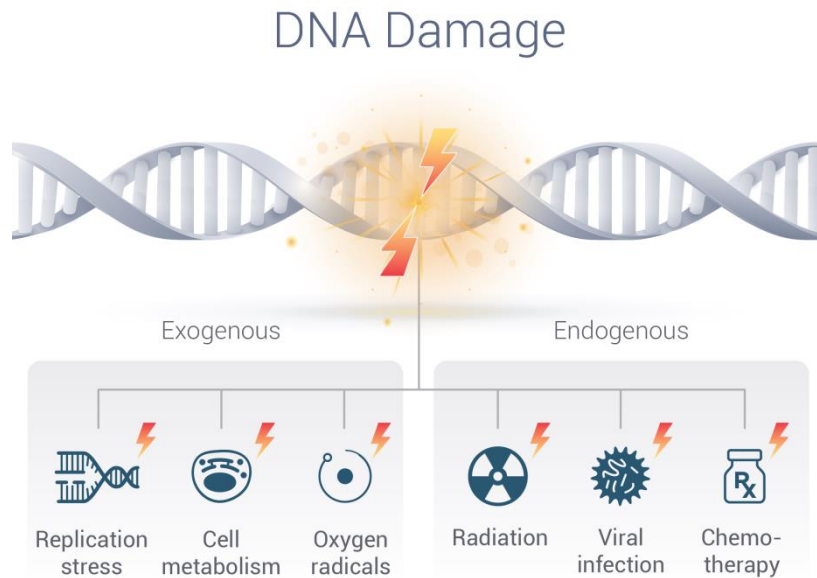 DNA Damage
Exogenous
Endogenous
Replication
stress
Cell
metabolism
Oxygen
radicals
Radiation
Viral
infection
Chemo-
therapy
Rx